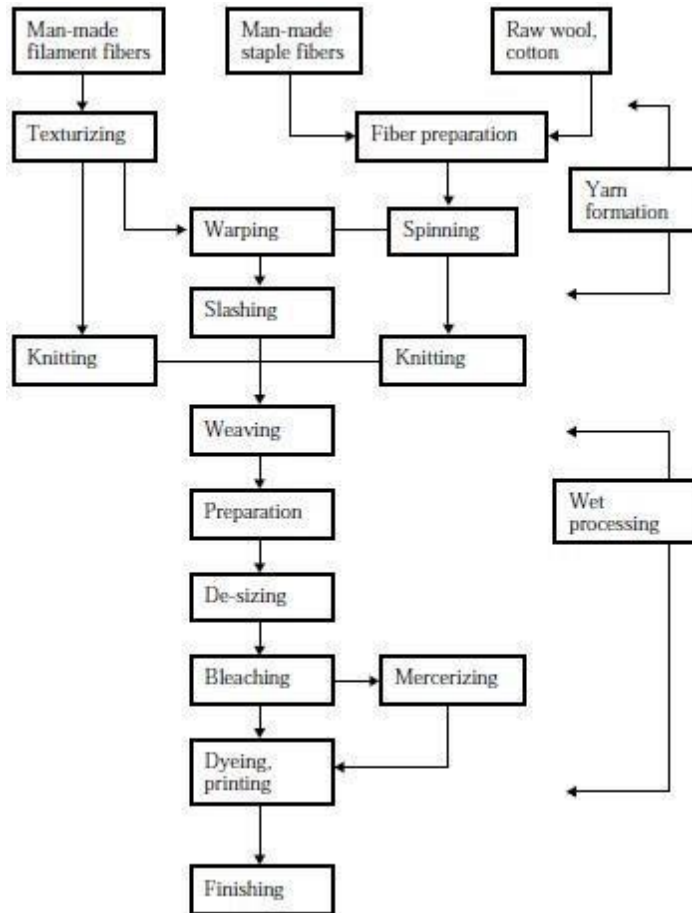 Man-made
filament fibers
Man-made
staple fibers
Raw wool,
cotton
Texturizing
Fiber preparation
Yarn
formation
Warping
Spinning
Slashing
Knitting
Knitting
Weaving
Wet
processing
Preparation
De-sizing
Bleaching
Mercerizing
Dyeing,
printing
Finishing